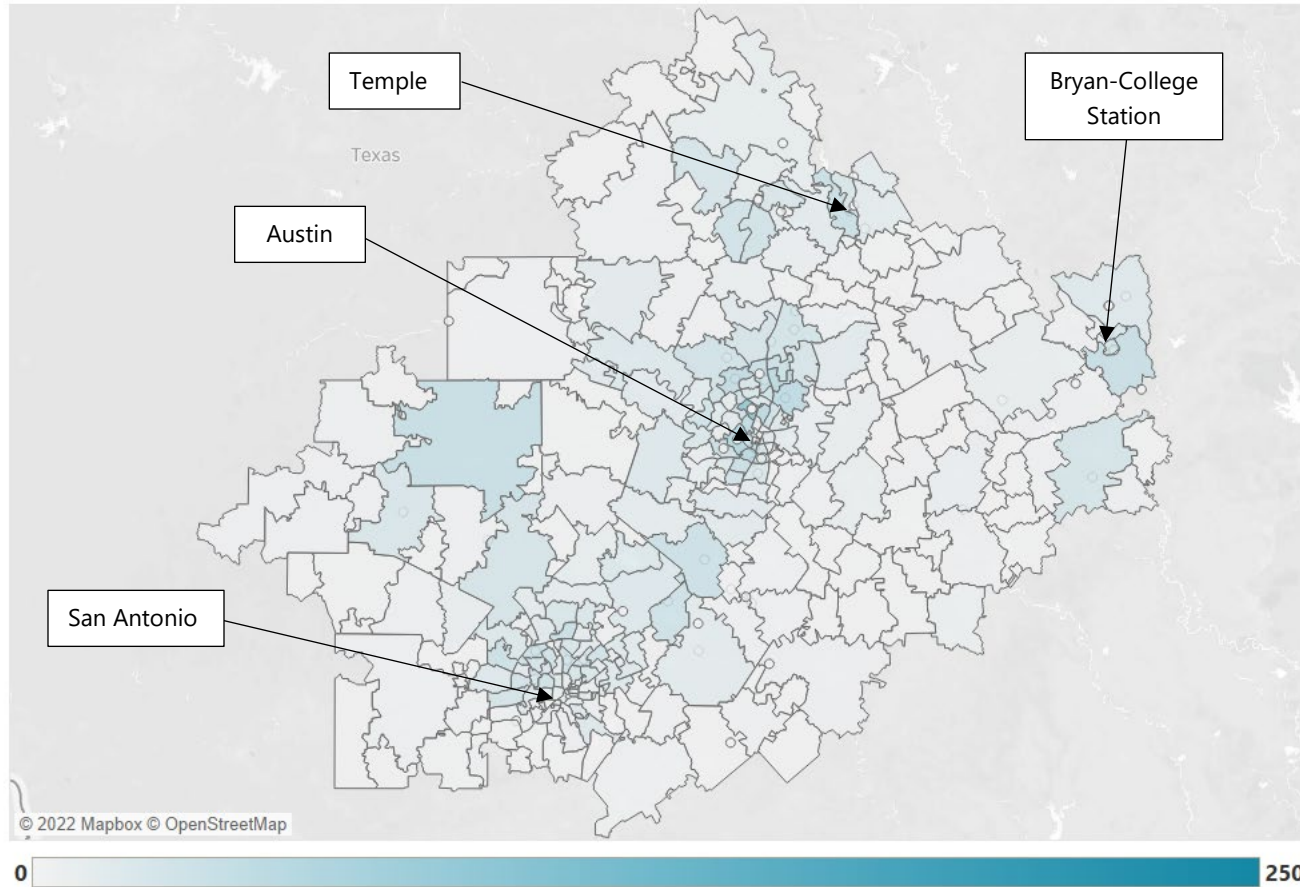 Temple
Bryan-College
Station
Texas
Austin
San Antonio
© 2022 Mapbox © OpenStreetMap
0
250